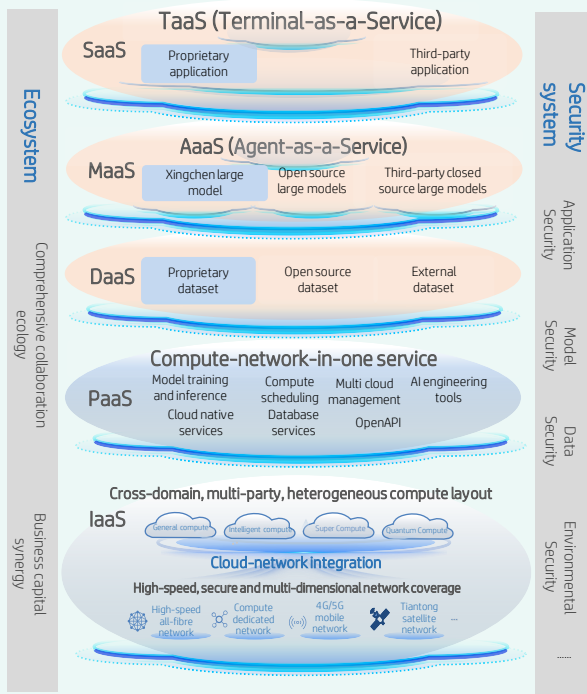 TaaS (Terminal-as-a-Service)
SaaS
Proprietary
application
Third-party
application
AaaS (Agent-as-a-Service)
MaaS
Xingchen large
model
Open source
large models
Third-party closed
source large models
DaaS
Proprietary
dataset
Open source
dataset
External
dataset
Compute-network-in-one service
PaaS
Model training
and inference
Compute
scheduling
Multi cloud
management
AI engineering
tools
Cloud native
services
Database
services
OpenAPI
Cross-domain, multi-party, heterogeneous compute layout
IaaS
General compute
Intelligent compute
Super Compute
Quantum Compute
Cloud-network integration
High-speed, secure and multi-dimensional network coverage
High-speed
all-fibre
network
Compute
dedicated
network
4G/5G
mobile
network
Tiantong
satellite
network
...
Ecosystem
Comprehensive collaboration
ecology
Business capital
synergy
Security
system
Application
Security
Model
Security
Data
Security
Environmental
Security
......